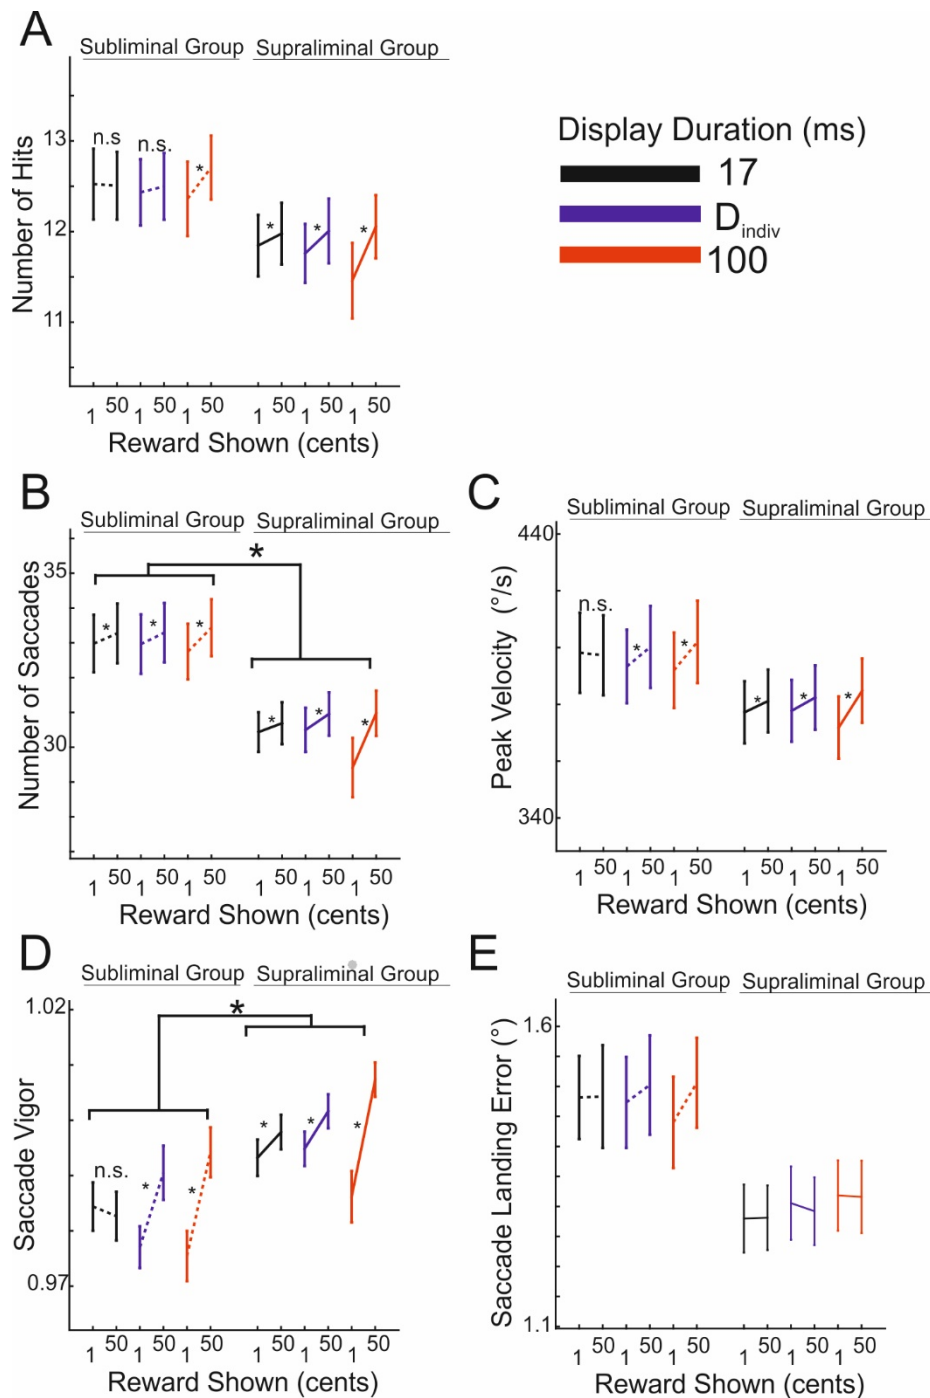 A
Subliminal Group Supraliminal Group
Number of Hits
13
12
11
n.s n.s. *
* * *
1 50 1 50 1 50 1 50 1 50 1 50
Reward Shown (cents)
Display Duration (ms)
17
D indiv
100
B
Subliminal Group Supraliminal Group
Number of Saccades
35
30
*
* * *
* * *
1 50 1 50 1 50 1 50 1 50 1 50
Reward Shown (cents)
C
Subliminal Group Supraliminal Group
Peak Velocity (°/s)
440
340
n.s. * *
* * *
1 50 1 50 1 50 1 50 1 50 1 50
Reward Shown (cents)
D
Subliminal Group Supraliminal Group
Saccade Vigor
1.02
0.97
*
n.s. * *
* * *
1 50 1 50 1 50 1 50 1 50 1 50
Reward Shown (cents)
E
Subliminal Group Supraliminal Group
Saccade Landing Error (°)
1.6
1.1
1 50 1 50 1 50 1 50 1 50 1 50
Reward Shown (cents)